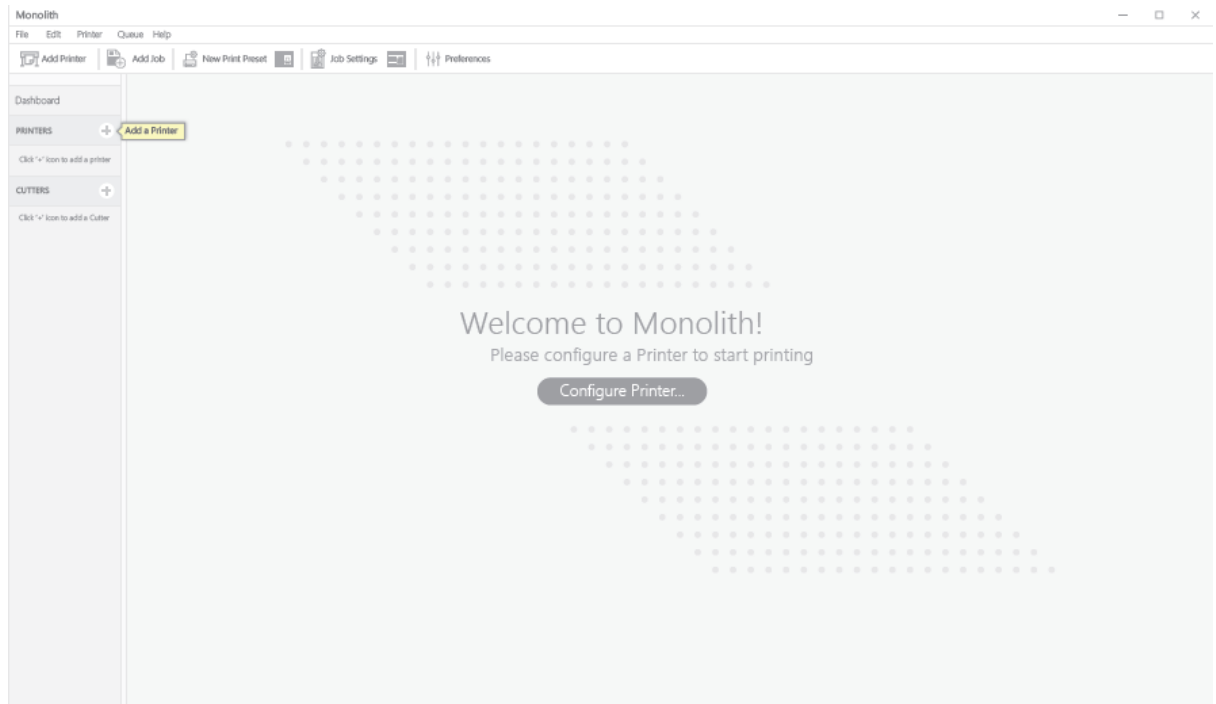 Monolith
File Edit Printer Queue Help
Add Printer Add Job New Print Preset Job Settings Preferences
Dashboard
PRINTERS Add a Printer
Click '+' Icon to add a printer
CUTTERS
Click '+' Icon to add a Cutter
Welcome to Monolith!
Please configure a Printer to start printing
Configure Printer...